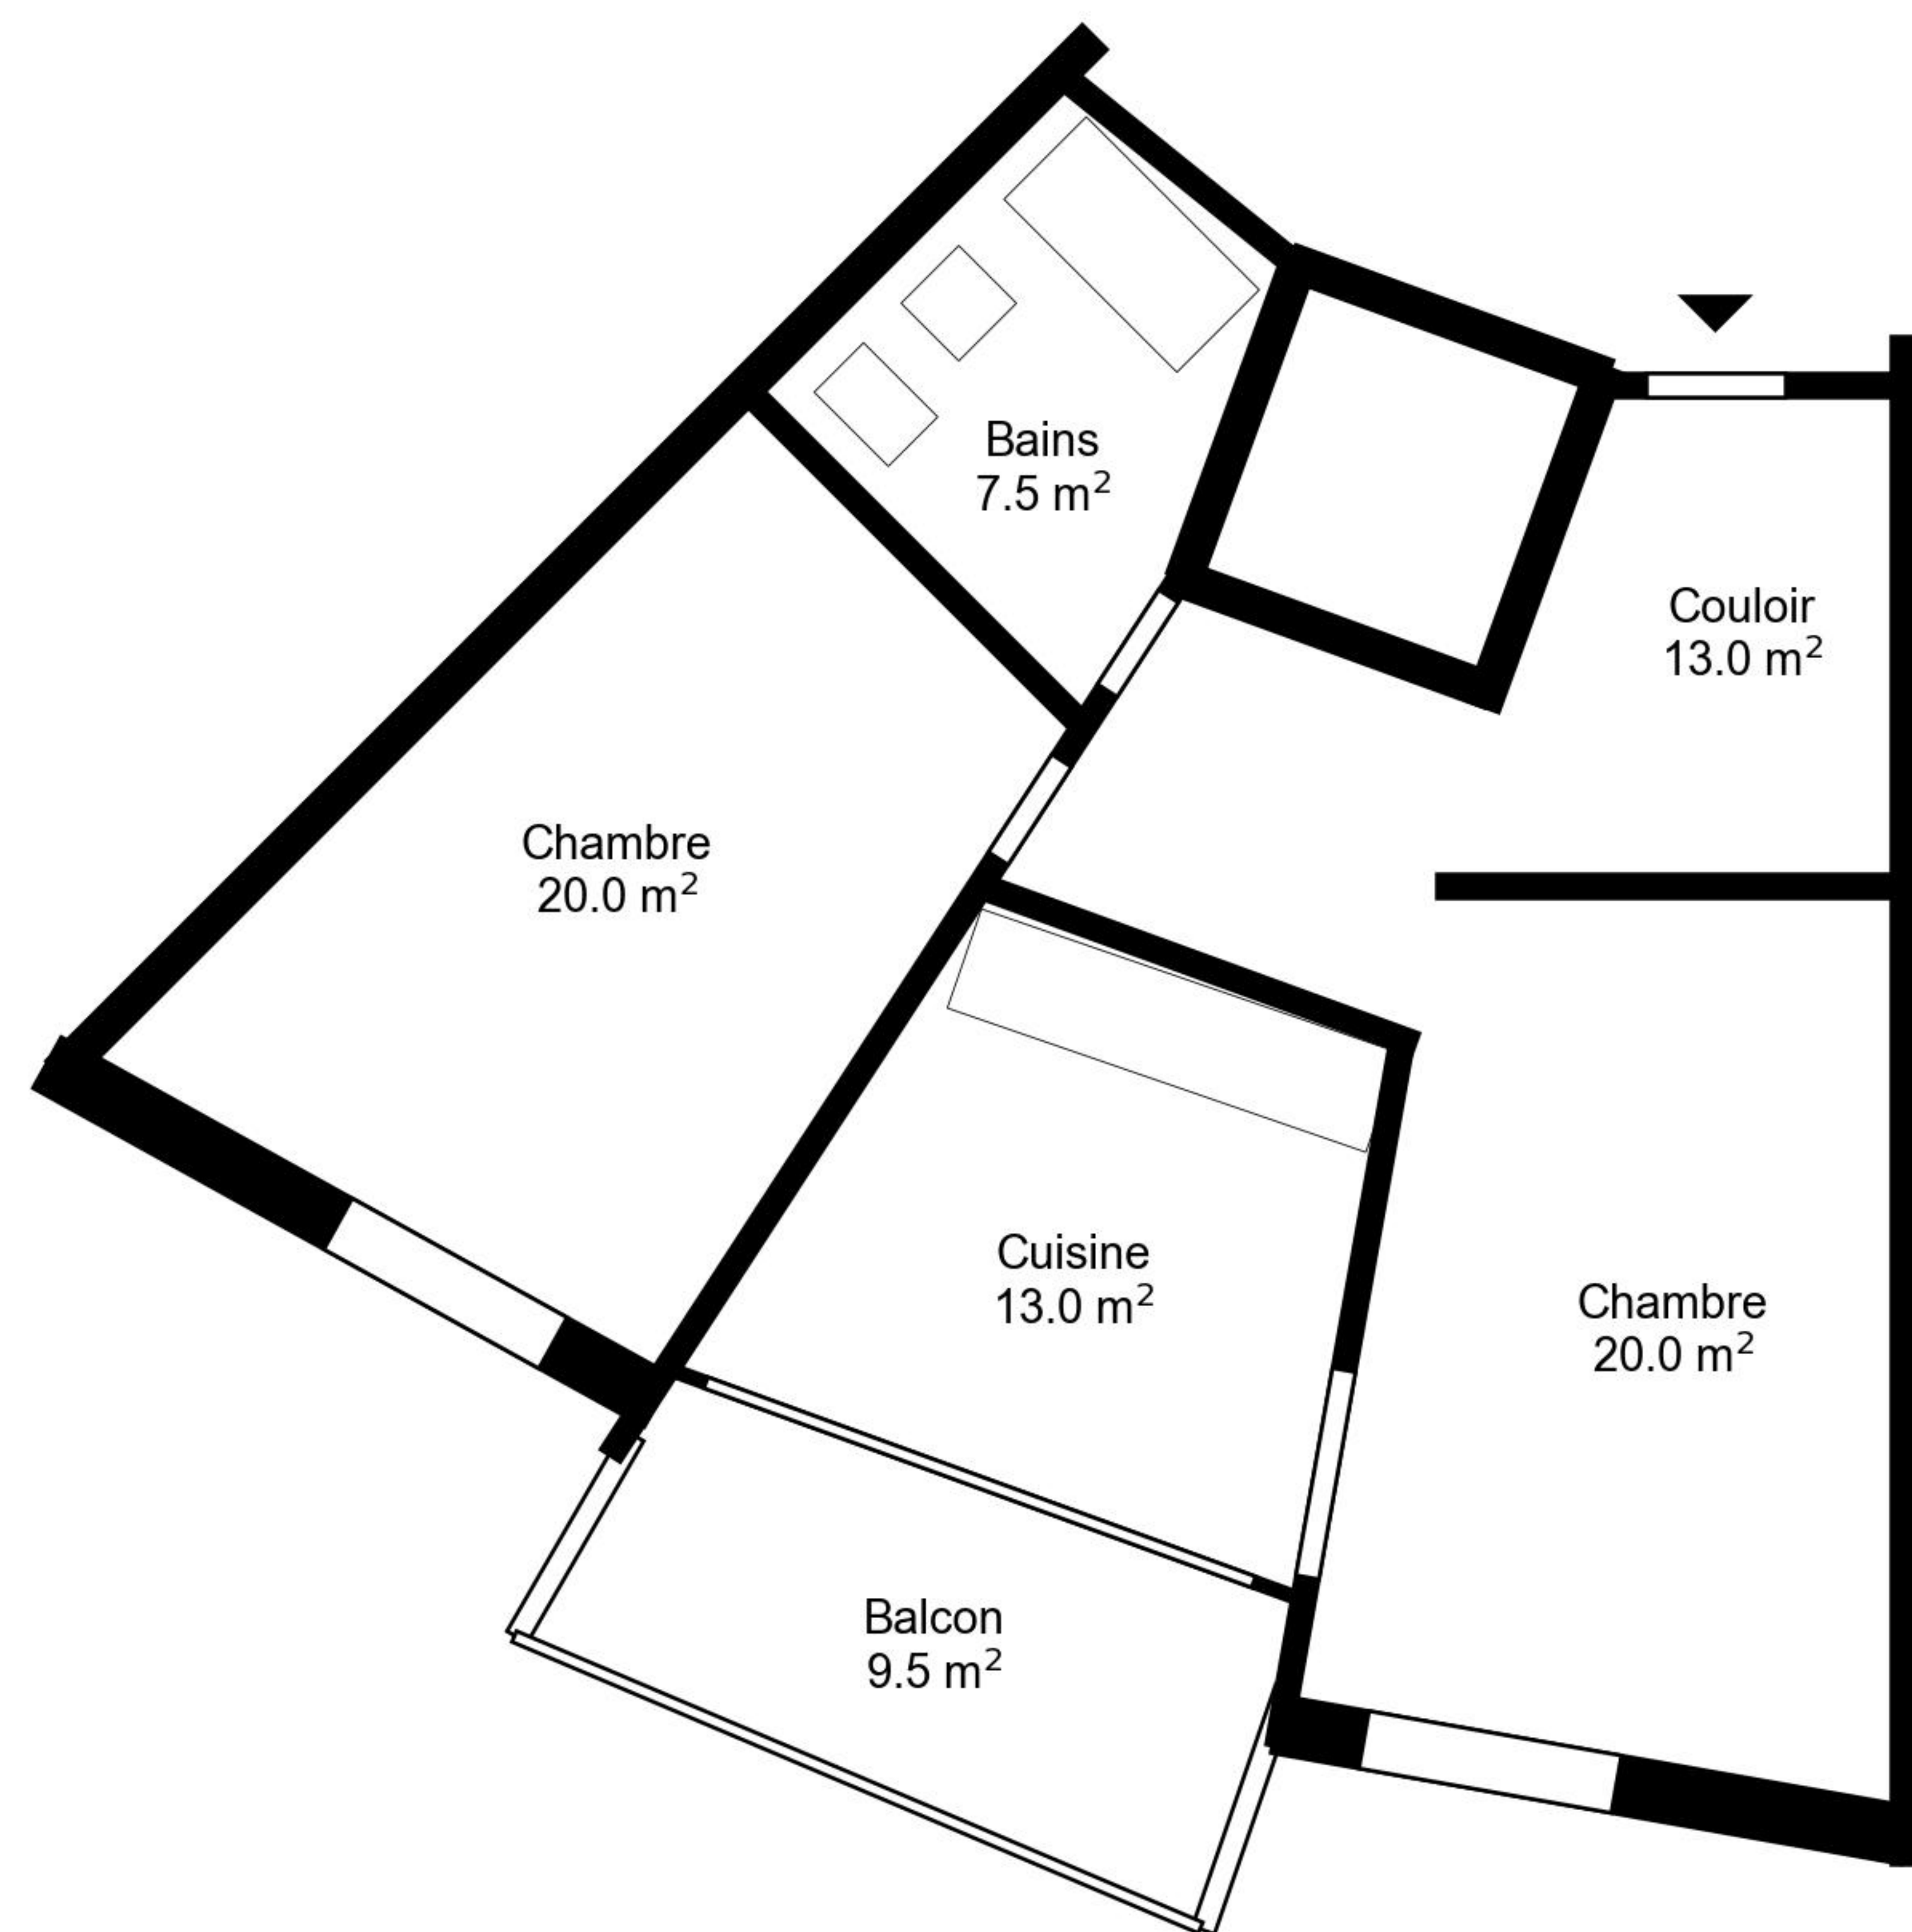 Bains
7.5 m²
Couloir
13.0 m²
Chambre
20.0 m²
Cuisine
13.0 m²
Chambre
20.0 m²
Balcon
9.5 m²